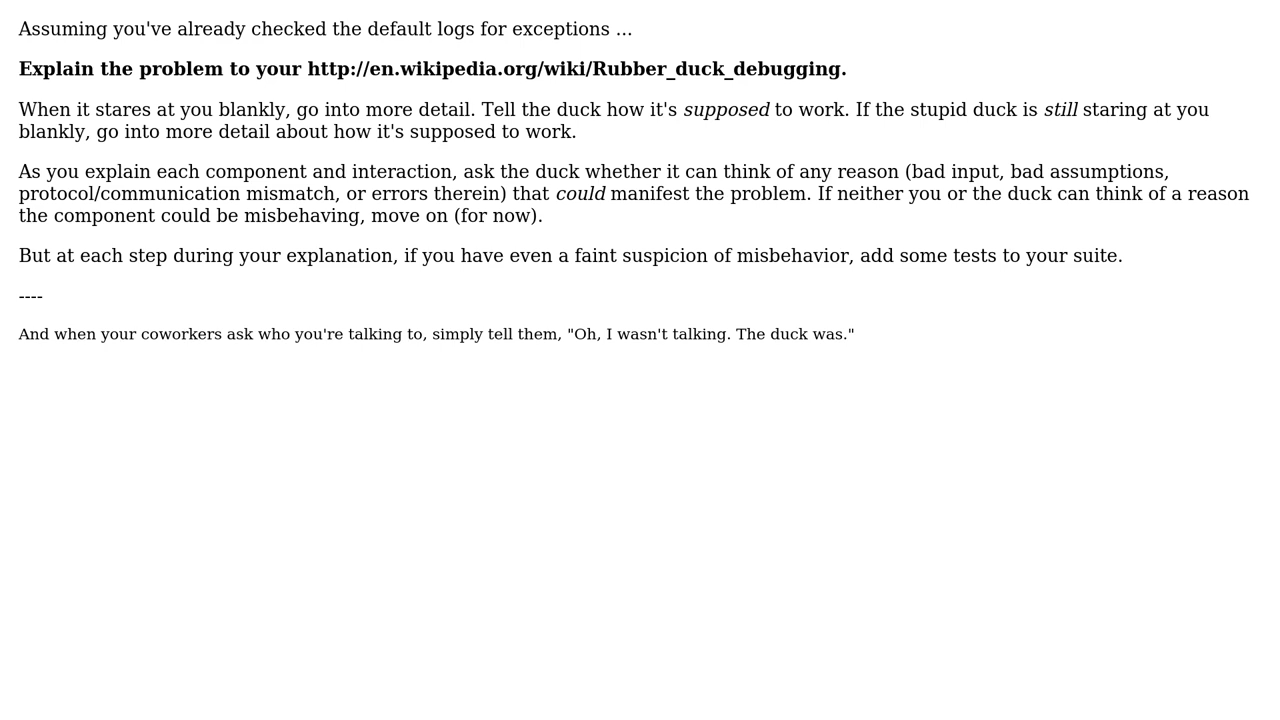 Assuming you've already checked the default logs for exceptions ...
Explain the problem to your http://en.wikipedia.org/wiki/Rubber_duck_debugging.
When it stares at you blankly, go into more detail. Tell the duck how it's supposed to work. If the stupid duck is still staring at you
blankly, go into more detail about how it's supposed to work.
As you explain each component and interaction, ask the duck whether it can think of any reason (bad input, bad assumptions,
protocol/communication mismatch, or errors therein) that could manifest the problem. If neither you or the duck can think of a reason
the component could be misbehaving, move on (for now).
But at each step during your explanation, if you have even a faint suspicion of misbehavior, add some tests to your suite.
----
And when your coworkers ask who you're talking to, simply tell them, "Oh, I wasn't talking. The duck was."